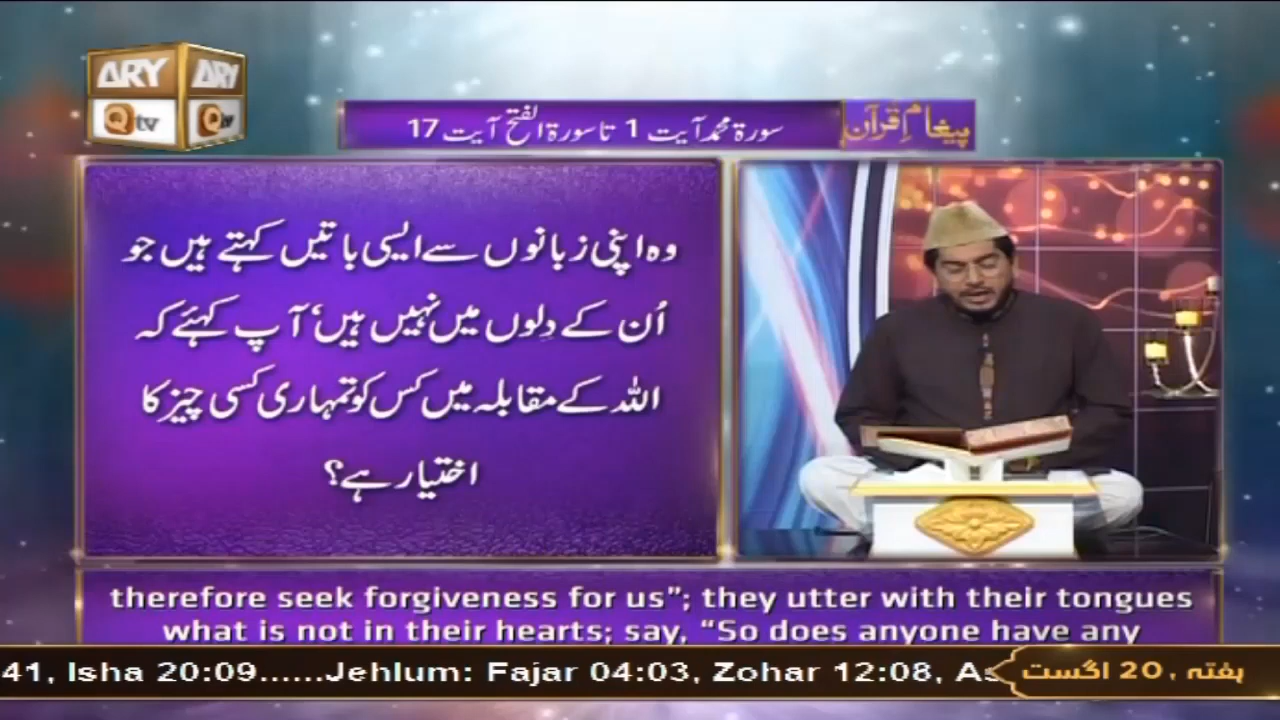 ARY ARY
Qtv Q tv
پیغامِ قرآن
سورۃ محمد آیت 1 تا سورۃ الفتح آیت 17
وہ اپنی زبانوں سے ایسی باتیں کہتے ہیں جو
اُن کے دِلوں میں نہیں ہیں‘ آپ کہئے کہ
اللہ کے مقابلہ میں کس کو تمہاری کسی چیز کا
اختیار ہے؟
therefore seek forgiveness for us”; they utter with their tongues
what is not in their hearts; say, “So does anyone have any
41, Isha 20:09......Jehlum: Fajar 04:03, Zohar 12:08, As
ہفتہ , 20 اگست